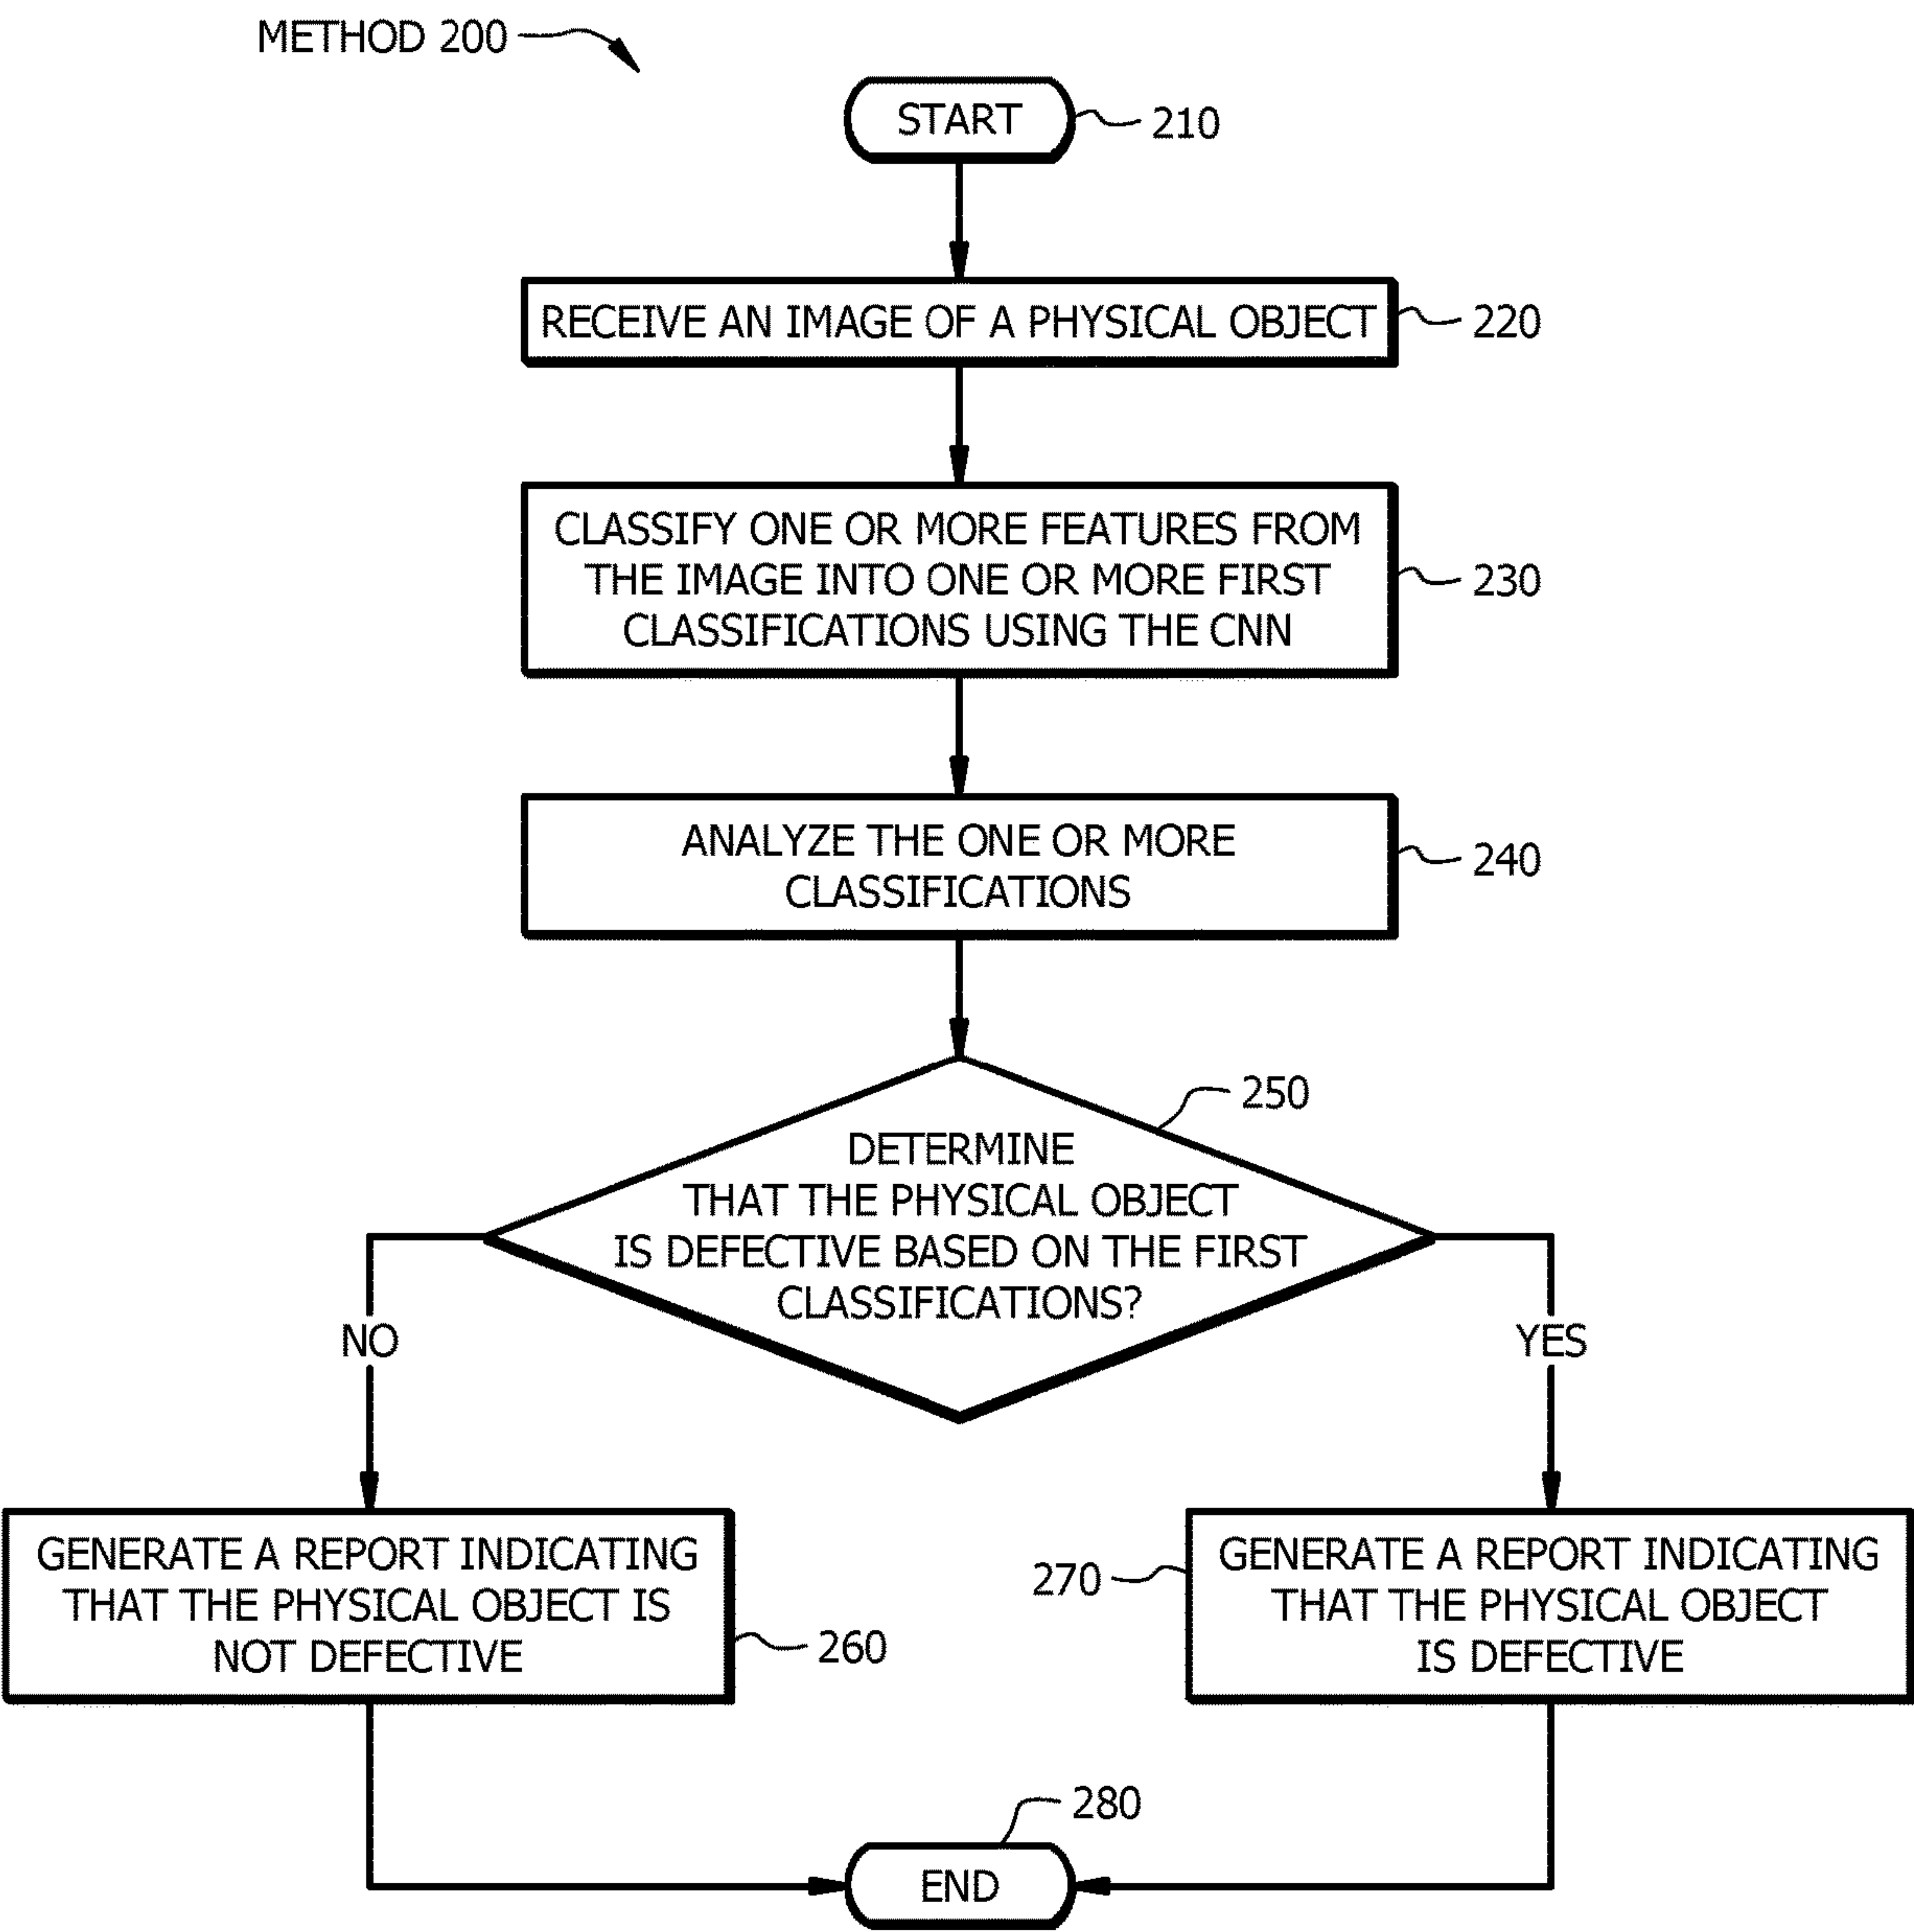 METHOD 200
START
210
RECEIVE AN IMAGE OF A PHYSICAL OBJECT
220
CLASSIFY ONE OR MORE FEATURES FROM
THE IMAGE INTO ONE OR MORE FIRST
CLASSIFICATIONS USING THE CNN
230
ANALYZE THE ONE OR MORE
CLASSIFICATIONS
240
250
DETERMINE
THAT THE PHYSICAL OBJECT
IS DEFECTIVE BASED ON THE FIRST
CLASSIFICATIONS?
NO
YES
GENERATE A REPORT INDICATING
THAT THE PHYSICAL OBJECT IS
NOT DEFECTIVE
260
270
GENERATE A REPORT INDICATING
THAT THE PHYSICAL OBJECT
IS DEFECTIVE
280
END